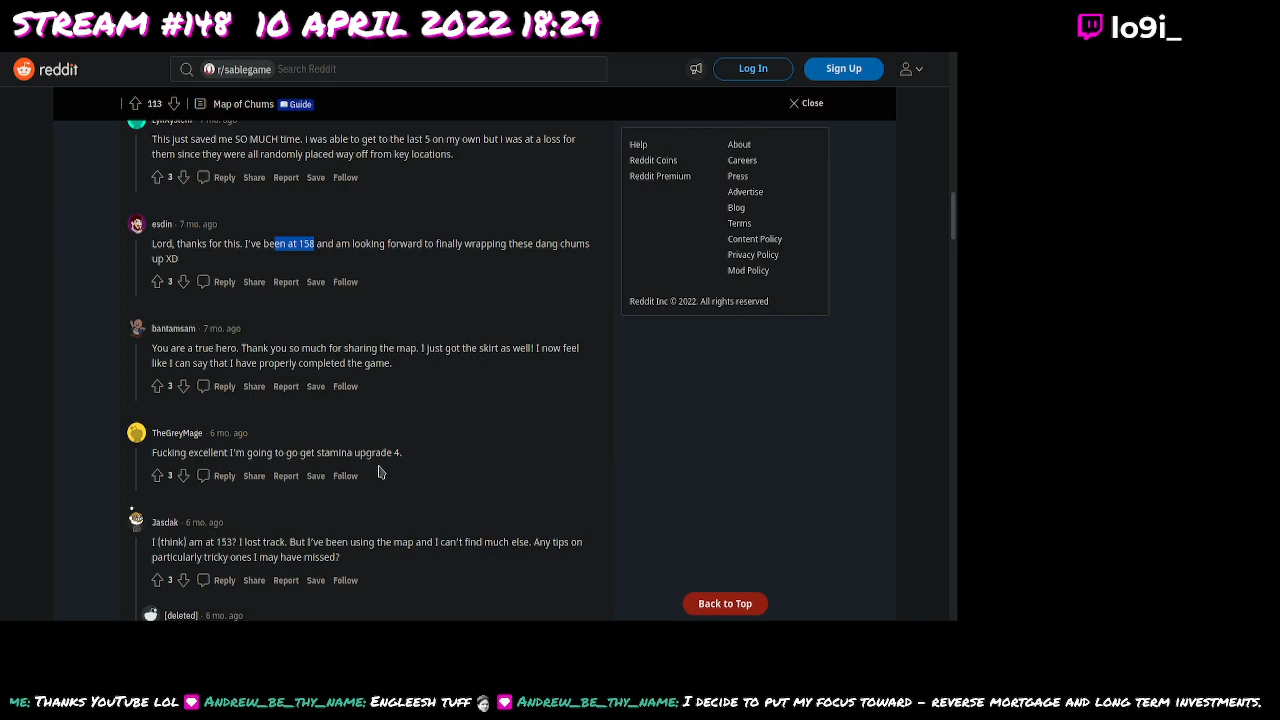 STREAM #148 10 APRIL 2022 18:29
lo9i_
reddit
r/sablegame Search Reddit
Log In
Sign Up
113
Map of Chums
Guide
Close
7 mo. ago
This just saved me SO MUCH time. I was able to get to the last 5 on my own but I was at a loss for
them since they were all randomly placed way off from key locations.
3 Reply Share Report Save Follow
esdin · 7 mo. ago
Lord, thanks for this. I've been at 158 and am looking forward to finally wrapping these dang chums
up XD
3 Reply Share Report Save Follow
bantamsam · 7 mo. ago
You are a true hero. Thank you so much for sharing the map. I just got the skirt as well! I now feel
like I can say that I have properly completed the game.
3 Reply Share Report Save Follow
TheGreyMage · 6 mo. ago
Fucking excellent I'm going to go get stamina upgrade 4.
3 Reply Share Report Save Follow
Jasdak · 6 mo. ago
I (think) am at 153? I lost track. But I've been using the map and I can't find much else. Any tips on
particularly tricky ones I may have missed?
3 Reply Share Report Save Follow
[deleted] · 6 mo. ago
Help
Reddit Coins
Reddit Premium
About
Careers
Press
Advertise
Blog
Terms
Content Policy
Privacy Policy
Mod Policy
Reddit Inc © 2022. All rights reserved
Back to Top
ME: THANKS YOUTUBE LOL ANDREW_BE_THY_NAME: ENGLEESH TUFF ANDREW_BE_THY_NAME: I DECIDE TO PUT MY FOCUS TOWARD - REVERSE MORTGAGE AND LONG TERM INVESTMENTS.